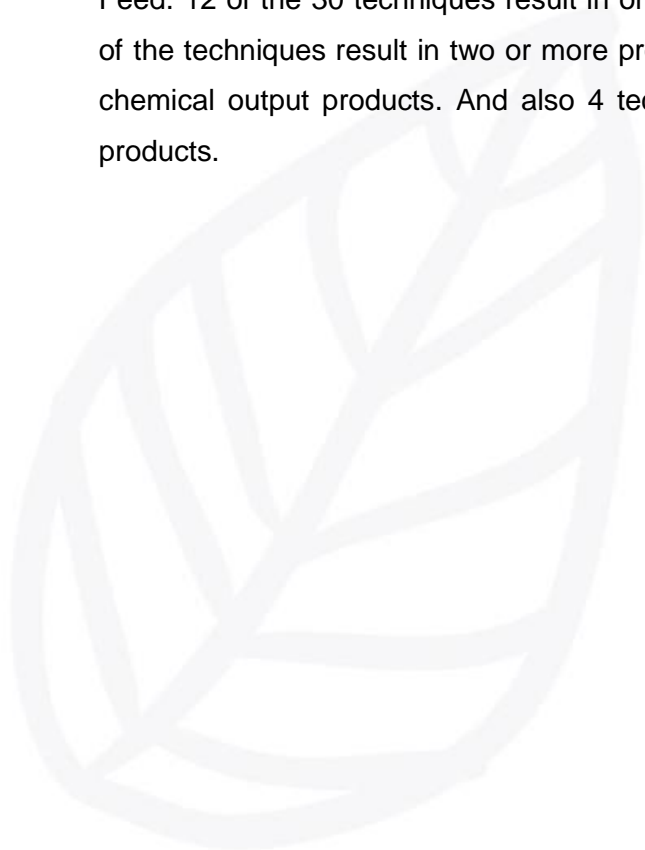 Feed. 12 of the 30 techniques result in
of the techniques result in two or more
chemical output products. And also 4
products.